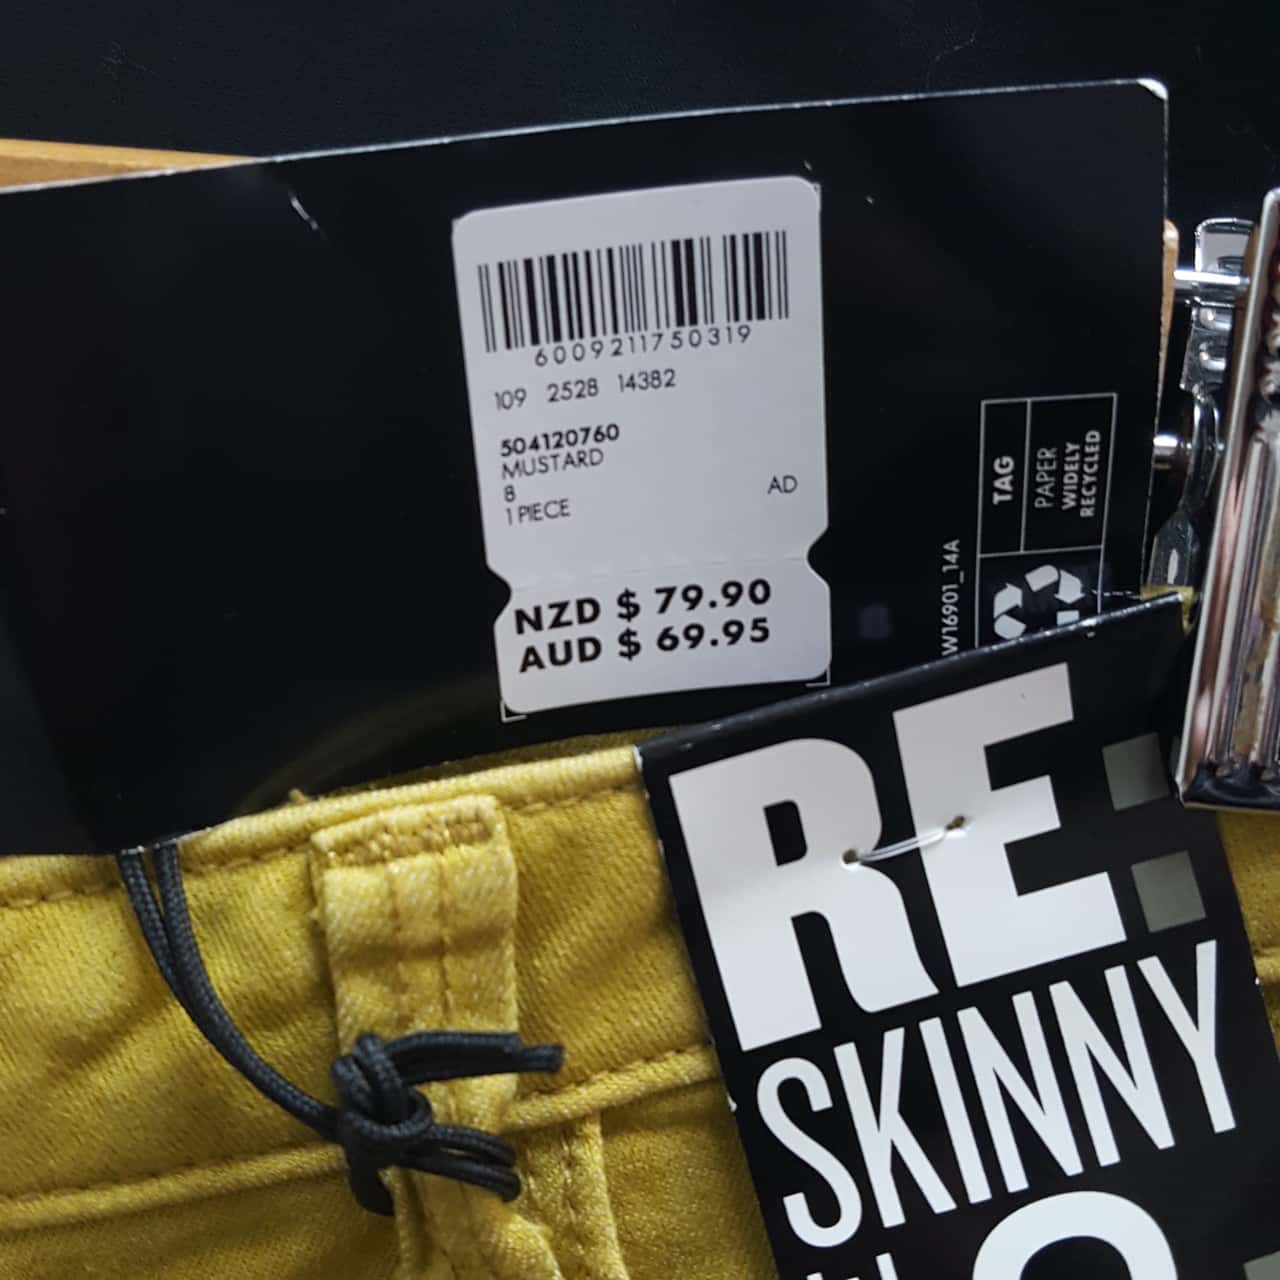 6009211750319
109 2528 14382
504120760
MUSTARD
8
1 PIECE
AD
NZD $ 79.90
AUD $ 69.95
TAG
PAPER
WIDELY
RECYCLED
W16901_14A
RE:
SKINNY